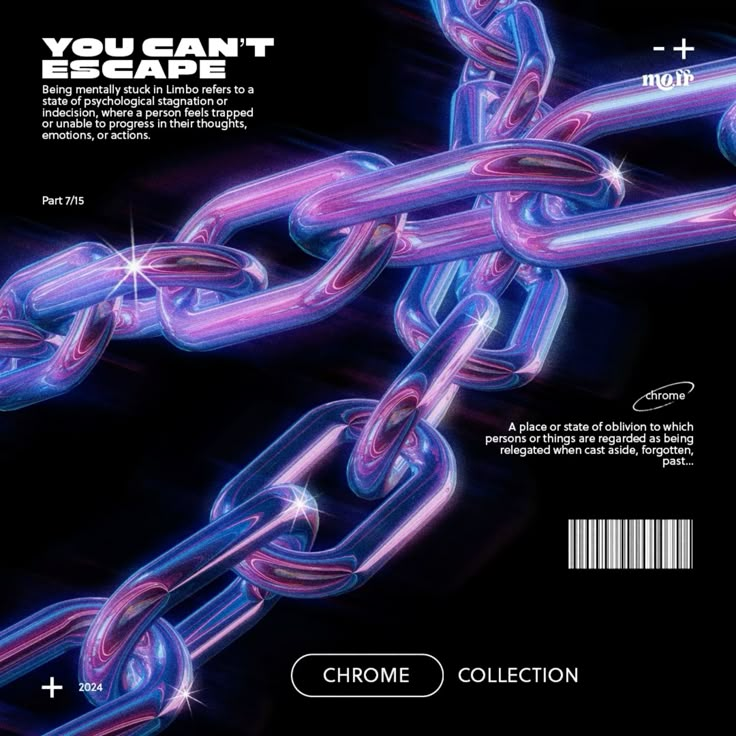 YOU CAN'T
ESCAPE
Being mentally stuck in Limbo refers to a
state of psychological stagnation or
indecision, where a person feels trapped
or unable to progress in their thoughts,
emotions, or actions.
Part 7/15
- +
moff
chrome
A place or state of oblivion to which
persons or things are regarded as being
relegated when cast aside, forgotten,
past...
CHROME COLLECTION
+ 2024